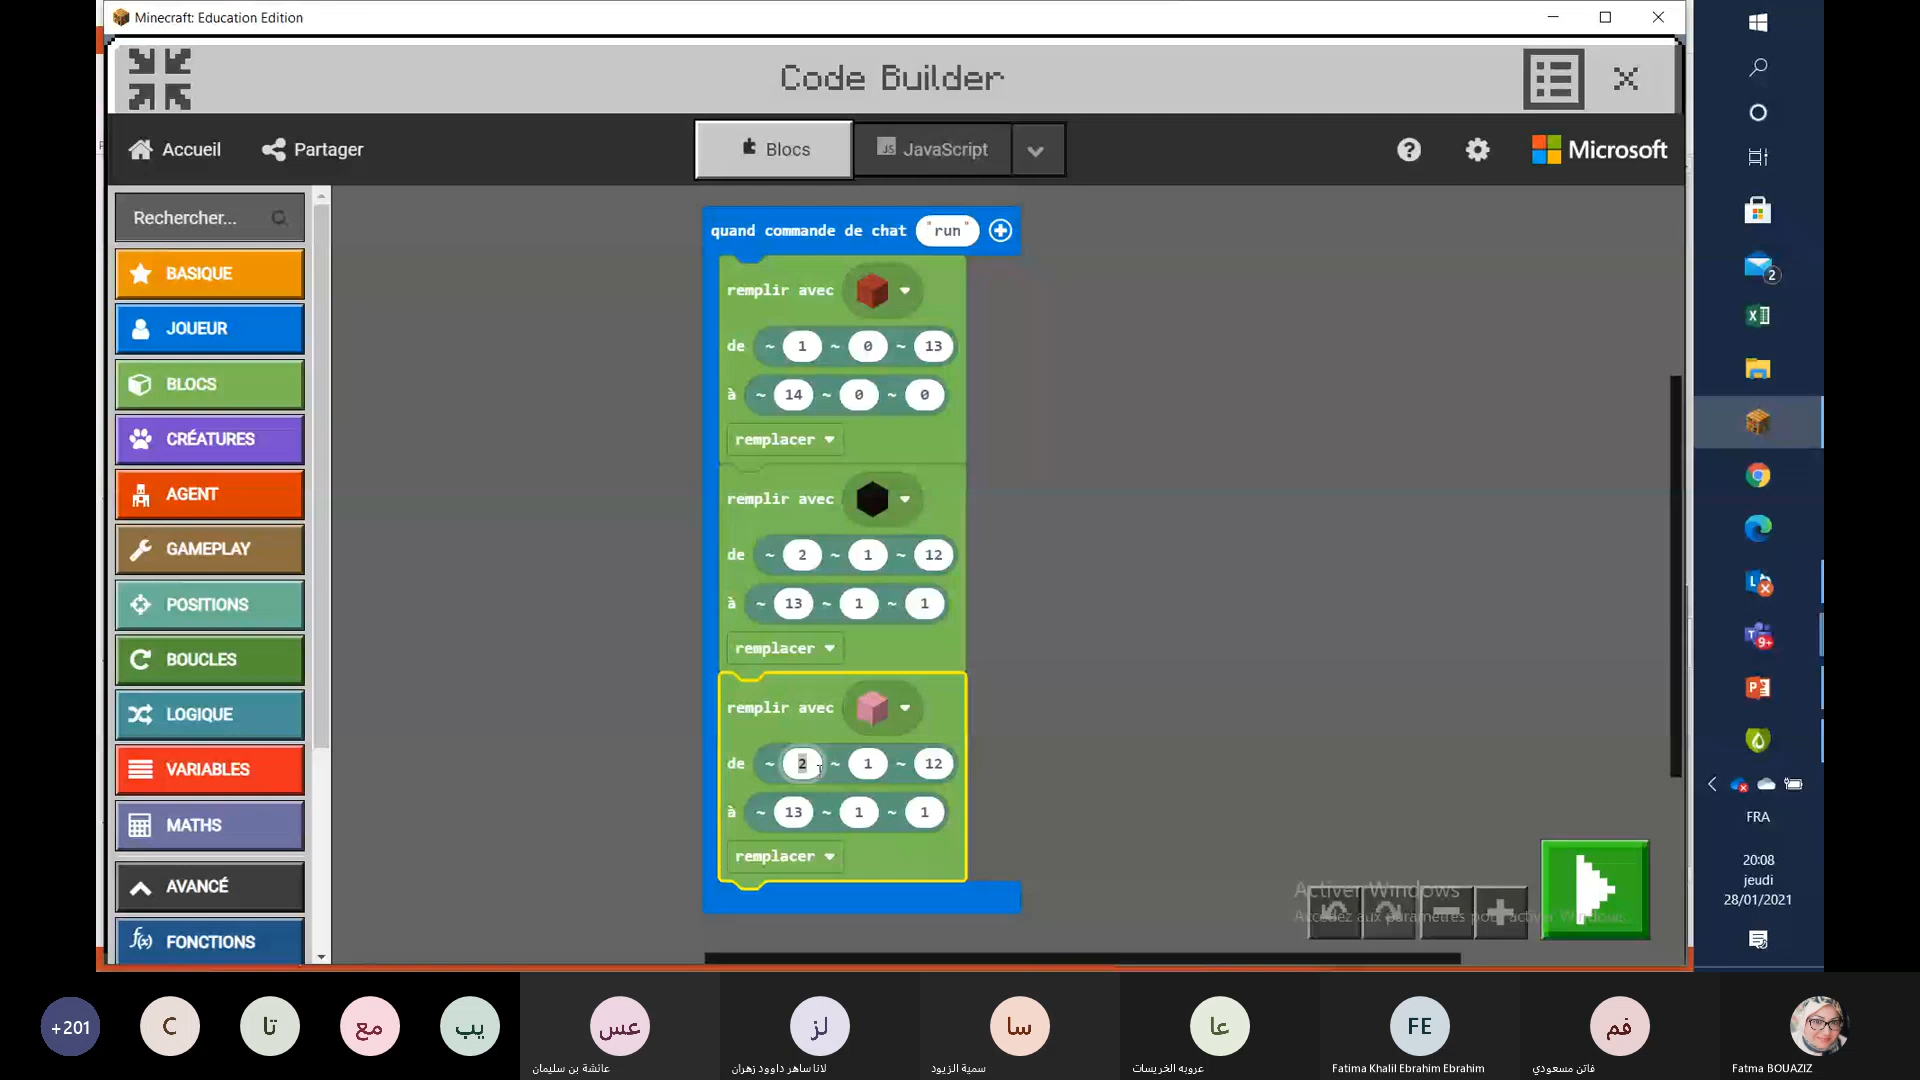 Minecraft: Education Edition
Code Builder
Accueil
Partager
Blocs
JS JavaScript
Microsoft
Rechercher...
BASIQUE
JOUEUR
BLOCS
CRÉATURES
AGENT
GAMEPLAY
POSITIONS
BOUCLES
LOGIQUE
VARIABLES
MATHS
AVANCÉ
f(x) FONCTIONS
quand commande de chat "run"
remplir avec
de ~ 1 ~ 0 ~ 13
à ~ 14 ~ 0 ~ 0
remplacer
remplir avec
de ~ 2 ~ 1 ~ 12
à ~ 13 ~ 1 ~ 1
remplacer
remplir avec
de ~ 2 ~ 1 ~ 12
à ~ 13 ~ 1 ~ 1
remplacer
Activer Windows
2
9+
FRA
20:08
jeudi
28/01/2021
+201
C
تا
مع
يب
عس
لز
سا
عا
FE
فم
عائشة بن سليمان
لانا ساهر داوود زهران
سمية الزيود
عروبه الخريسات
Fatima Khalil Ebrahim Ebrahim
فاتن مسعودي
Fatma BOUAZIZ